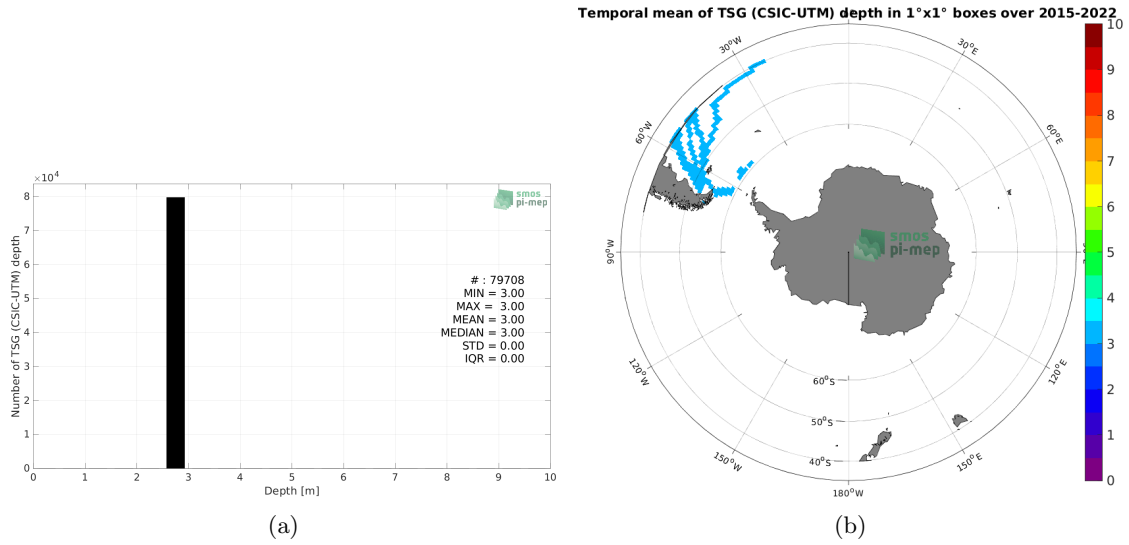 Temporal mean of TSG (CSIC-UTM) depth in 1°x1° boxes over 2015-2022
×10⁴
8
7
6
5
4
3
2
1
0
Number of TSG (CSIC-UTM) depth
smos
pi-mep
# : 79708
MIN = 3.00
MAX = 3.00
MEAN = 3.00
MEDIAN = 3.00
STD = 0.00
IQR = 0.00
0 1 2 3 4 5 6 7 8 9 10
Depth [m]
(a)
0°
30°W
30°E
60°W
60°E
90°W
120°W
120°E
150°W
150°E
180°W
60°S
50°S
40°S
smos
pi-mep
10
9
8
7
6
5
4
3
2
1
0
(b)